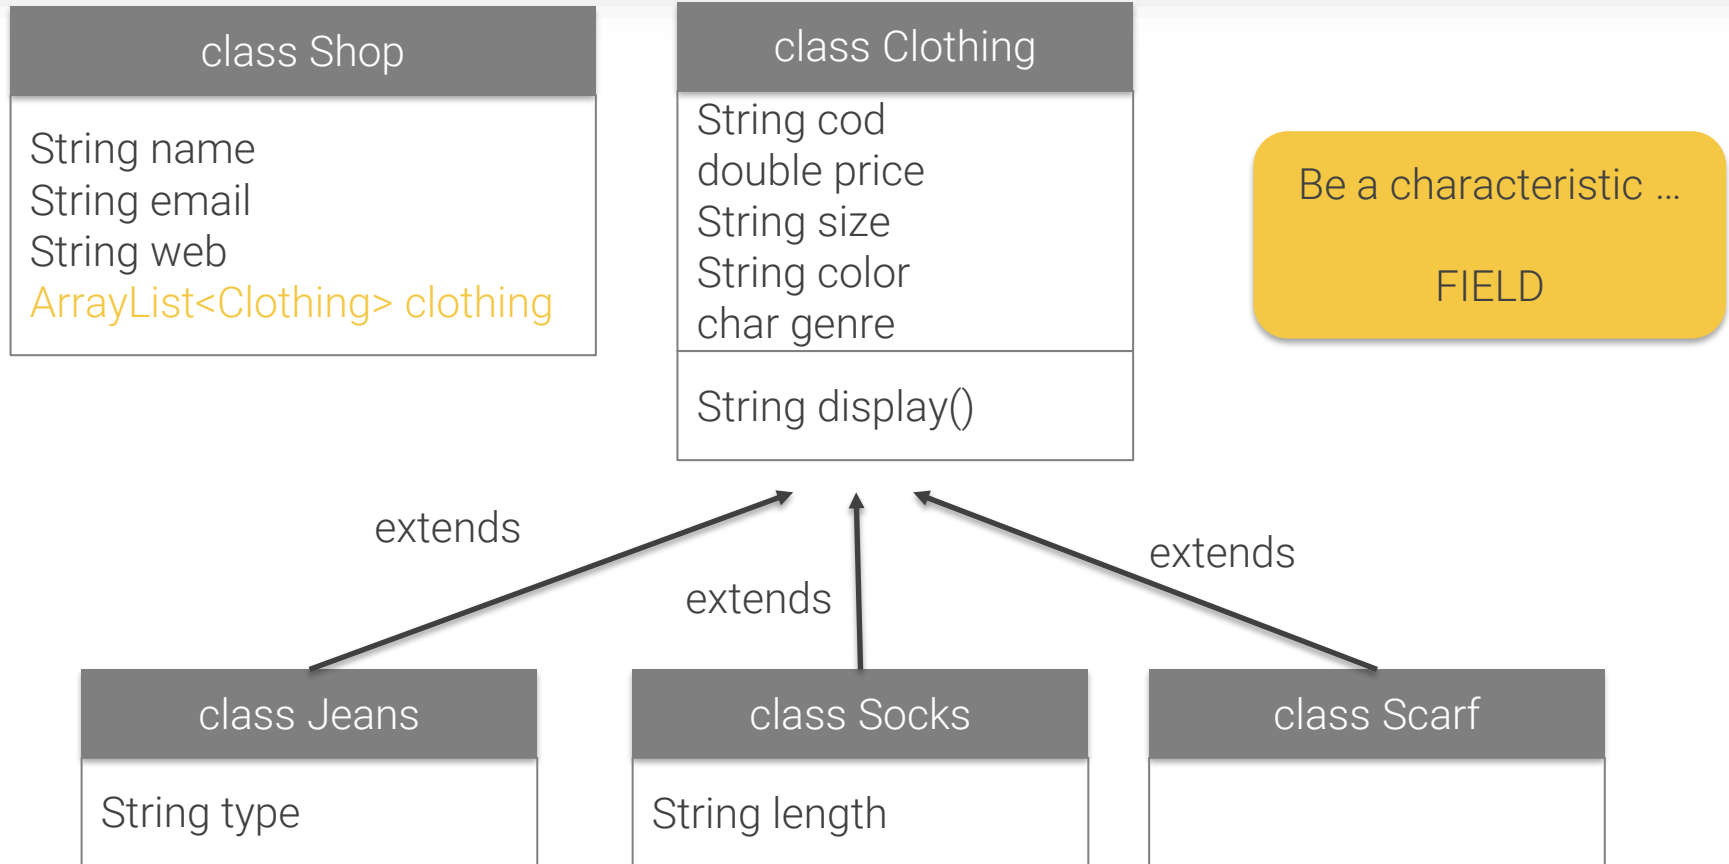 class Shop
String name
String email
String web
ArrayList<Clothing> clothing
class Clothing
String cod
double price
String size
String color
char genre
String display()
Be a characteristic ...
FIELD
extends
extends
extends
class Jeans
String type
class Socks
String length
class Scarf